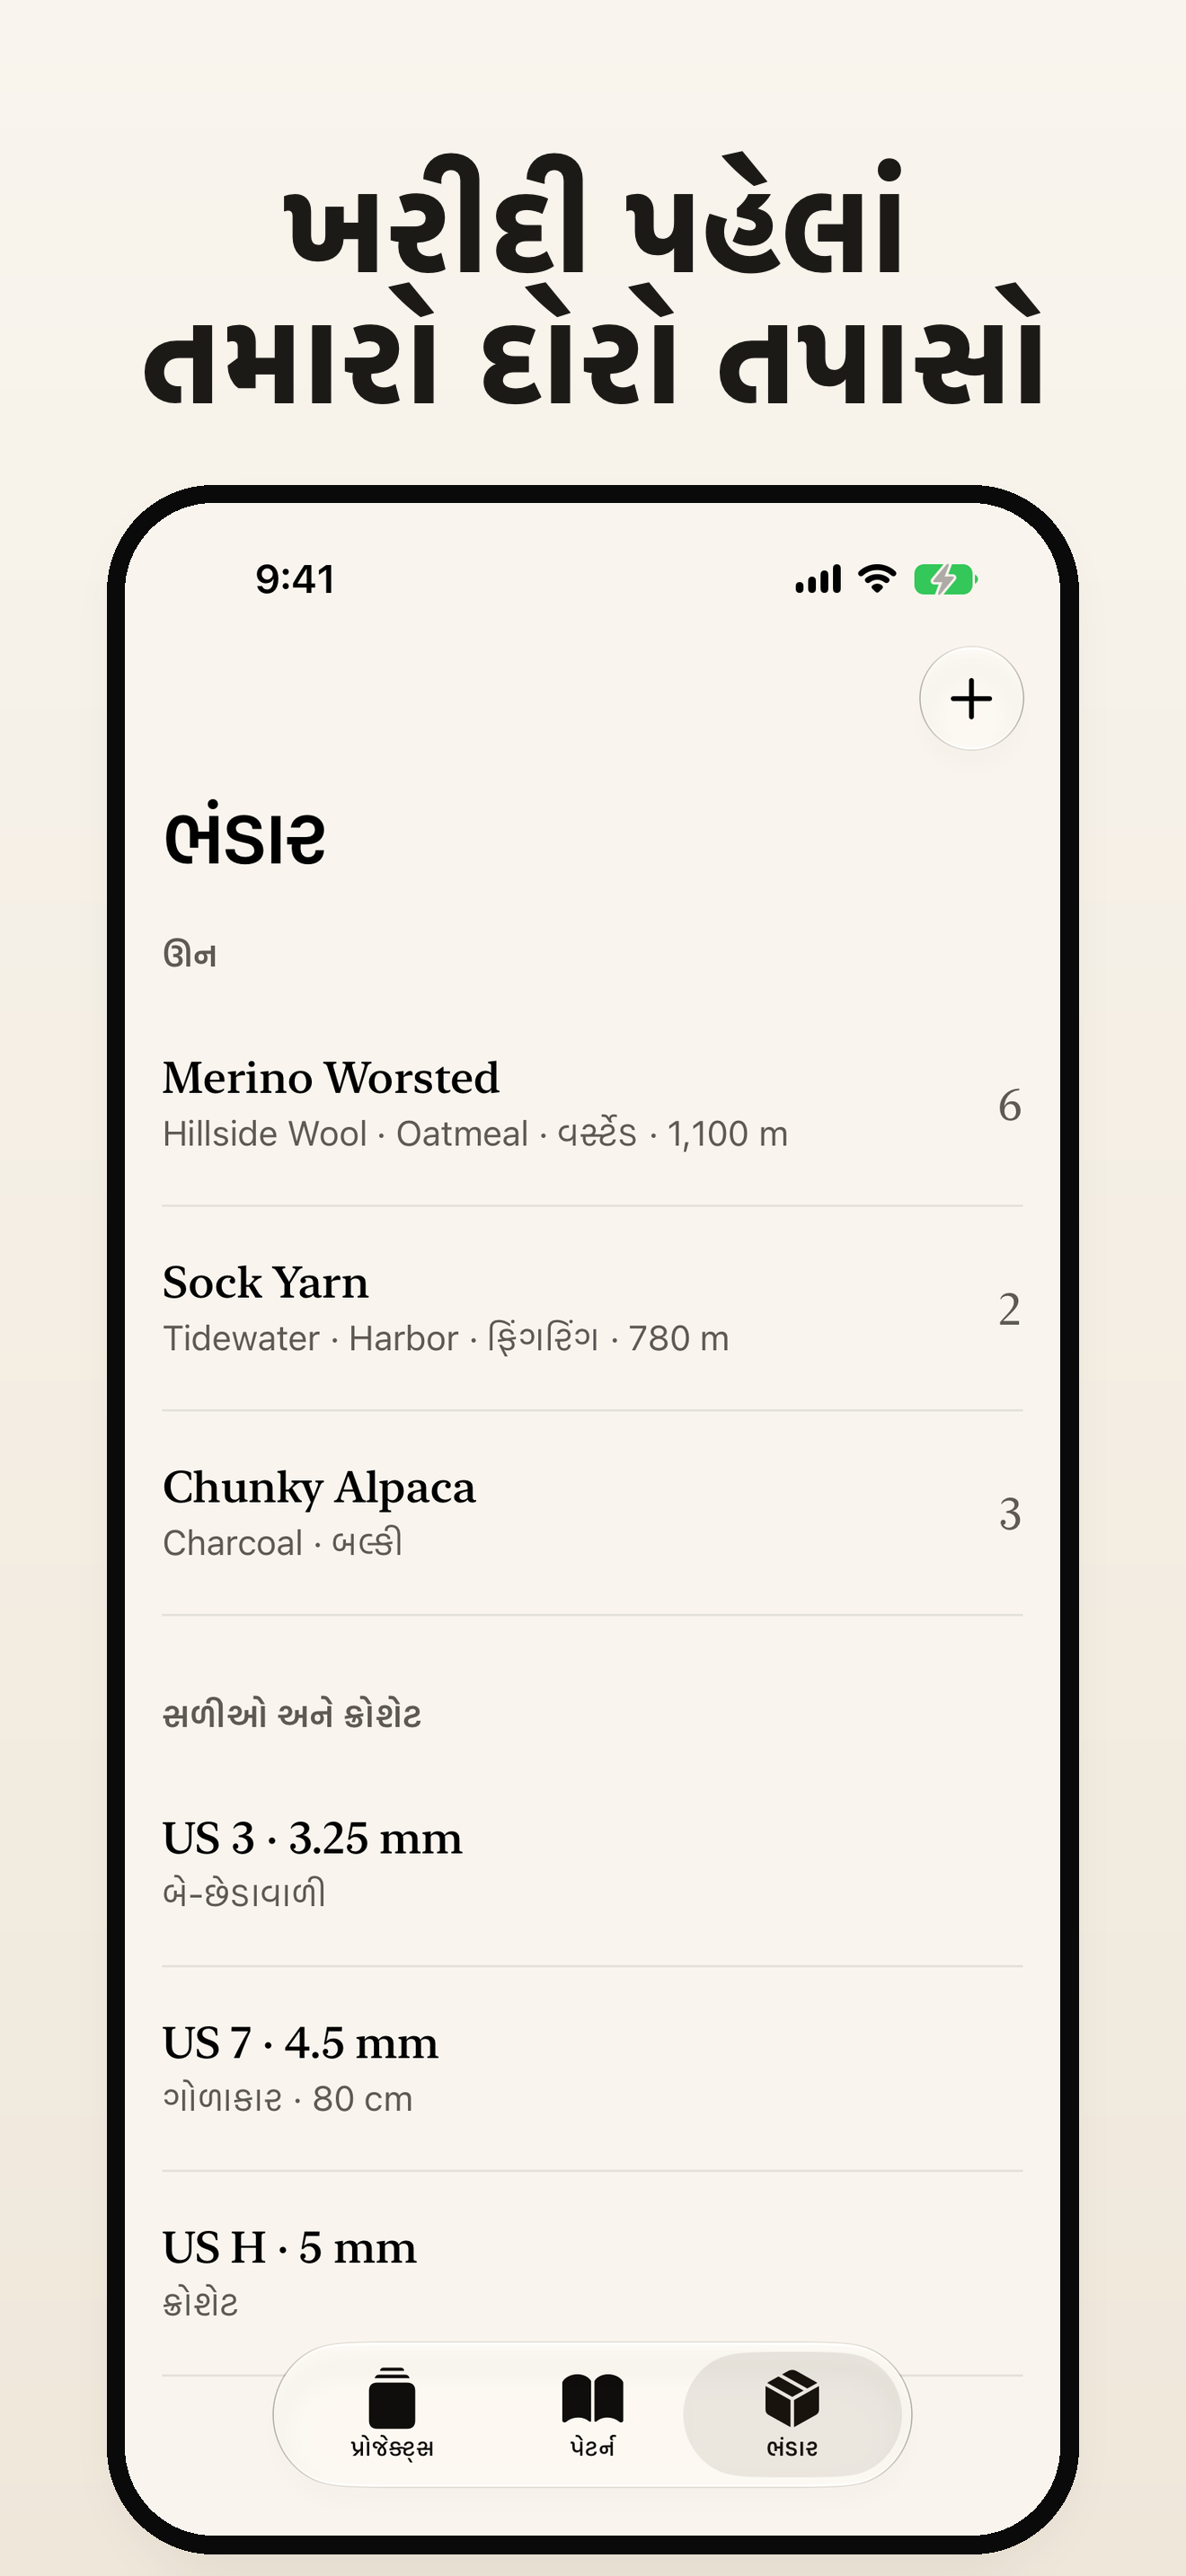 ખરીદી પહેલાં
તમારો દોરો તપાસો
9:41
ભંડાર
ઊન
Merino Worsted
Hillside Wool · Oatmeal · વર્સ્ટેડ · 1,100 m
6
Sock Yarn
Tidewater · Harbor · ફિંગરિંગ · 780 m
2
Chunky Alpaca
Charcoal · બલ્કી
3
સળીઓ અને ક્રોશેટ
US 3 · 3.25 mm
બે-છેડાવાળી
US 7 · 4.5 mm
ગોળાકાર · 80 cm
US H · 5 mm
ક્રોશેટ
પ્રોજેક્ટ્સ
પેટર્ન
ભંડાર